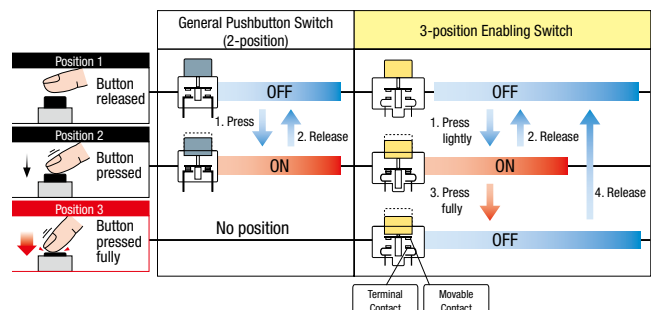 General Pushbutton Switch
(2-position)
3-position Enabling Switch
Position 1
Button
released
OFF
OFF
1. Press
2. Release
1. Press
lightly
2. Release
Position 2
Button
pressed
ON
ON
3. Press
fully
4. Release
Position 3
Button
pressed
fully
No position
OFF
Terminal
Contact
Movable
Contact